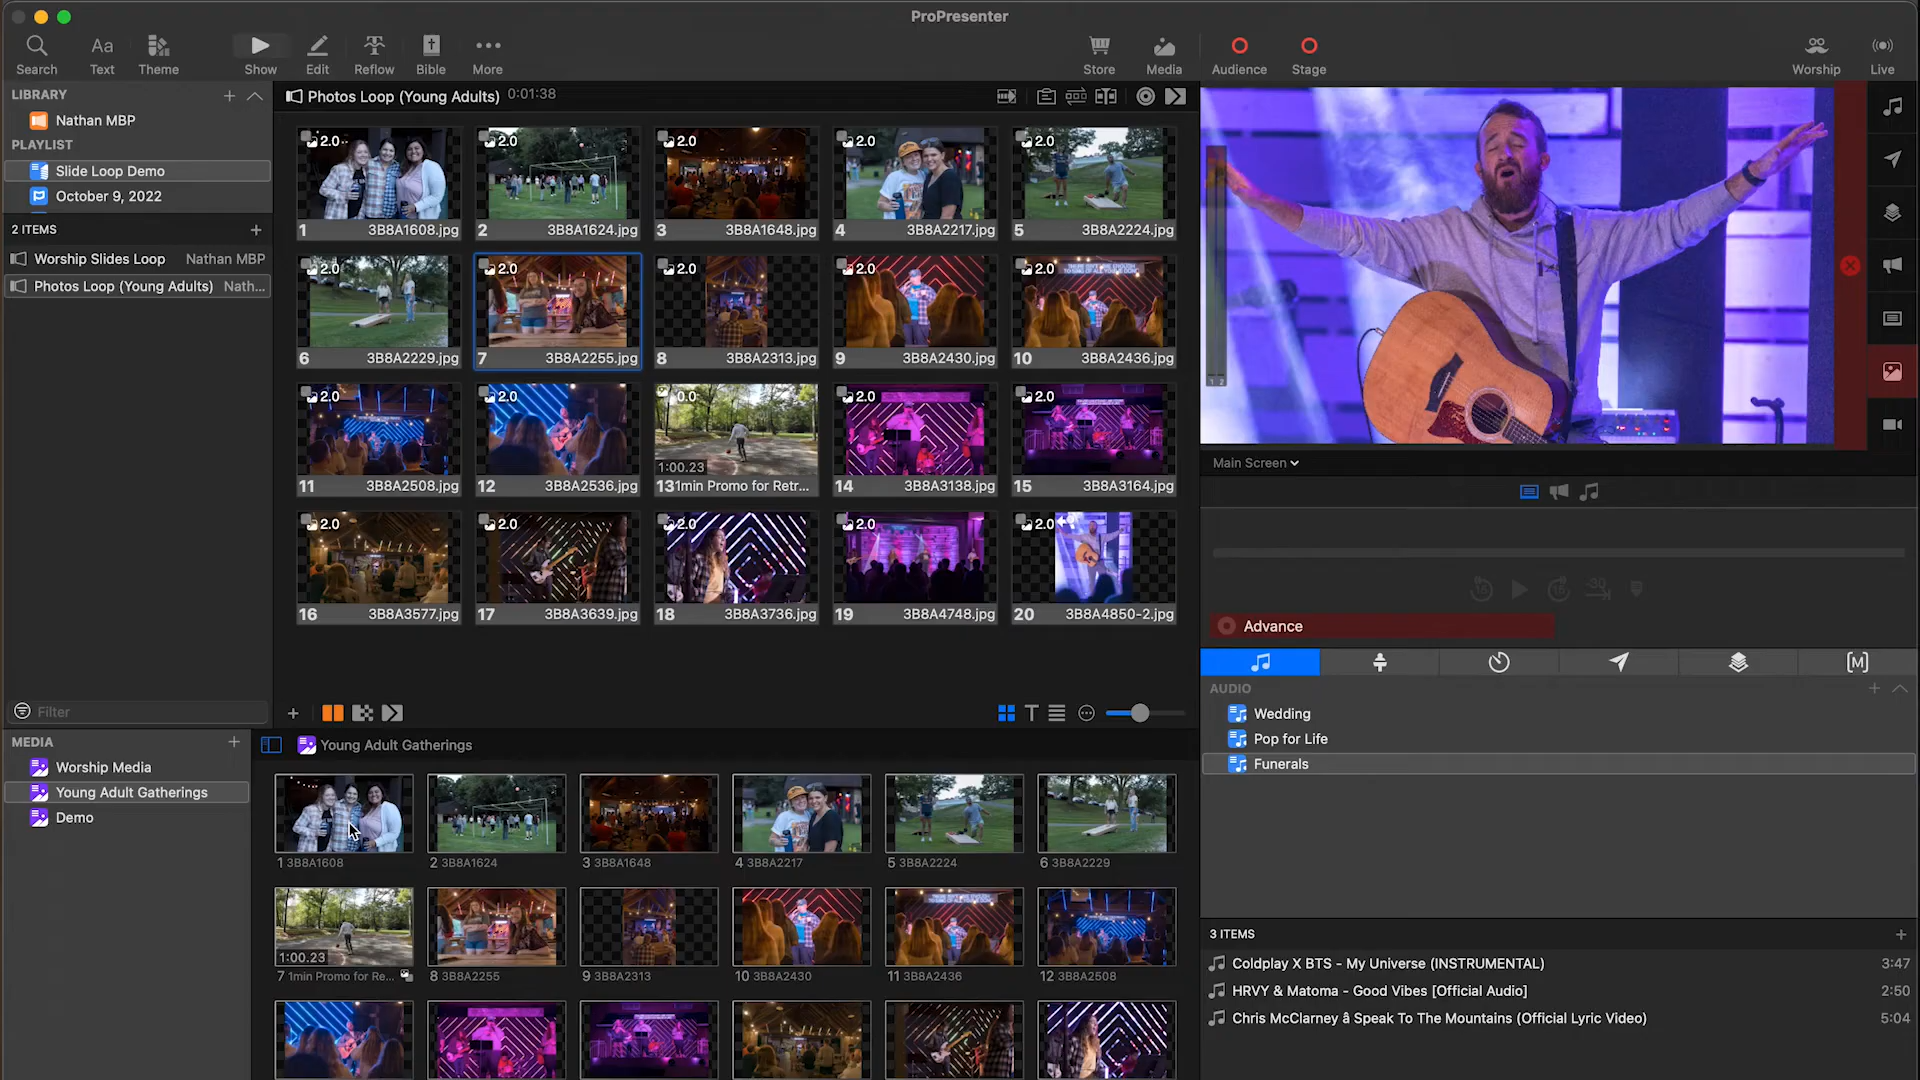 ProPresenter
Search
Text
Theme
Show
Edit
Reflow
Bible
More
Store
Media
Audience
Stage
Worship
Live
LIBRARY
Nathan MBP
PLAYLIST
Slide Loop Demo
October 9, 2022
2 ITEMS
Worship Slides Loop Nathan MBP
Photos Loop (Young Adults) Nath...
Filter
Photos Loop (Young Adults) 0:01:38
2.0
1 3B8A1608.jpg
2.0
2 3B8A1624.jpg
2.0
3 3B8A1648.jpg
2.0
4 3B8A2217.jpg
2.0
5 3B8A2224.jpg
2.0
6 3B8A2229.jpg
2.0
7 3B8A2255.jpg
2.0
8 3B8A2313.jpg
2.0
9 3B8A2430.jpg
2.0
10 3B8A2436.jpg
2.0
11 3B8A2508.jpg
2.0
12 3B8A2536.jpg
0.0
1:00.23
13 1min Promo for Retr...
2.0
14 3B8A3138.jpg
2.0
15 3B8A3164.jpg
2.0
16 3B8A3577.jpg
2.0
17 3B8A3639.jpg
2.0
18 3B8A3736.jpg
2.0
19 3B8A4748.jpg
2.0
20 3B8A4850-2.jpg
MEDIA
Worship Media
Young Adult Gatherings
Demo
Young Adult Gatherings
1 3B8A1608
2 3B8A1624
3 3B8A1648
4 3B8A2217
5 3B8A2224
6 3B8A2229
1:00.23
7 1min Promo for Re...
8 3B8A2255
9 3B8A2313
10 3B8A2430
11 3B8A2436
12 3B8A2508
1 2
Main Screen
15
15
-30
Advance
[M]
AUDIO
Wedding
Pop for Life
Funerals
3 ITEMS
Coldplay X BTS - My Universe (INSTRUMENTAL) 3:47
HRVY & Matoma - Good Vibes [Official Audio] 2:50
Chris McClarney â Speak To The Mountains (Official Lyric Video) 5:04